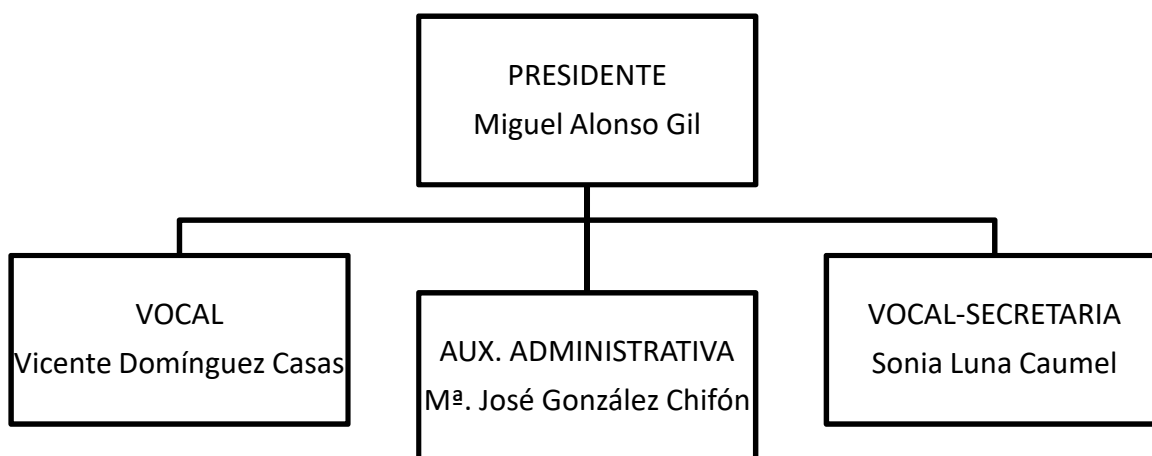 PRESIDENTE
Miguel Alonso Gil
VOCAL
Vicente Domínguez Casas
AUX. ADMINISTRATIVA
Mª. José González Chifón
VOCAL-SECRETARIA
Sonia Luna Caumel